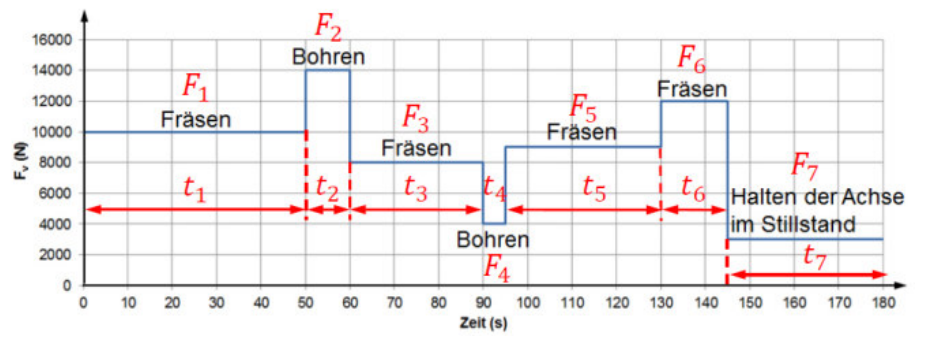 F₂
16000
Bohren
14000
F₁
F₆
12000
Fräsen
Fräsen
F₃
F₅
10000
Fräsen
Fräsen
F₇
8000
t₁
t₂
t₃
t₄
t₅
t₆
Halten der Achse
im Stillstand
6000
4000
Bohren
F₄
t₇
2000
0
Fᵥ (N)
0 10 20 30 40 50 60 70 80 90 100 110 120 130 140 150 160 170 180
Zeit (s)